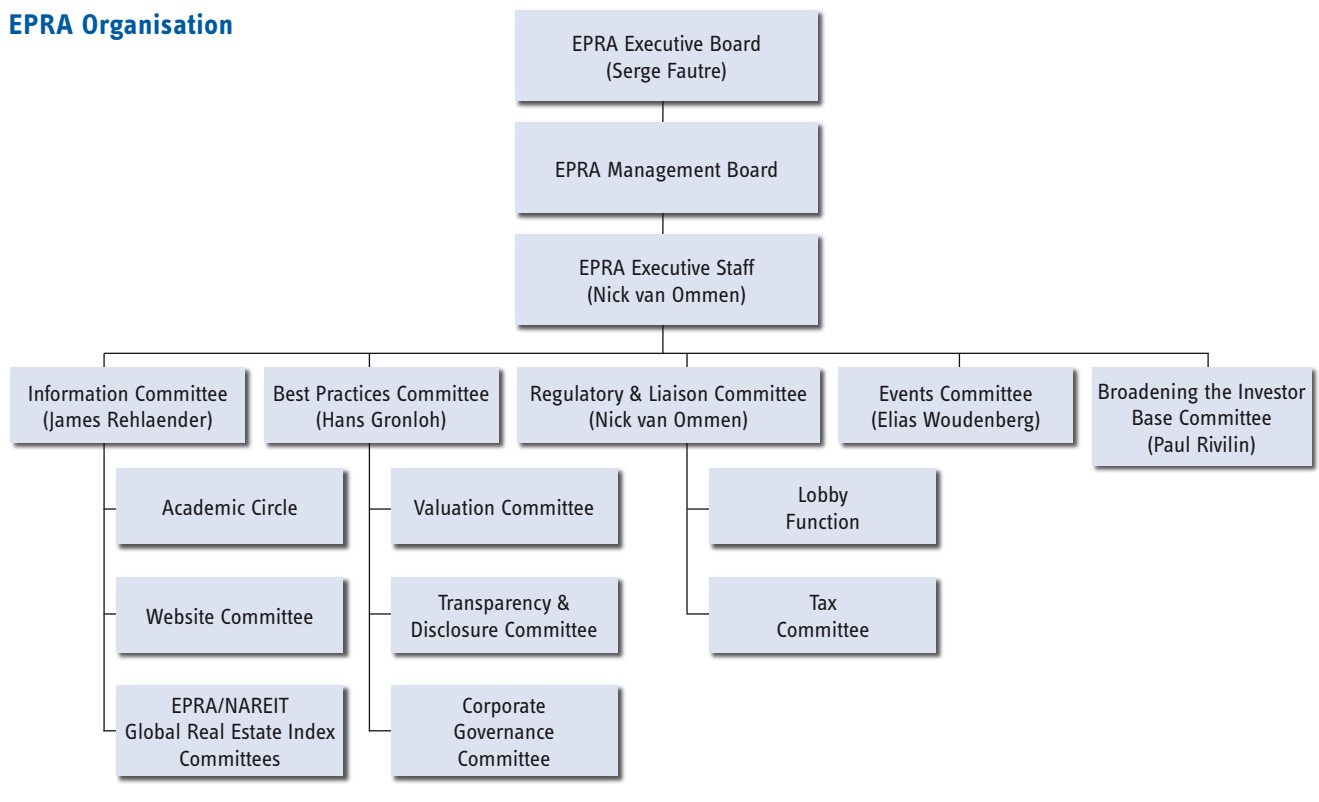 EPRA Organisation
EPRA Executive Board
(Serge Fautre)
EPRA Management Board
EPRA Executive Staff
(Nick van Ommen)
Information Committee
(James Rehlaender)
Best Practices Committee
(Hans Gronloh)
Regulatory & Liaison Committee
(Nick van Ommen)
Events Committee
(Elias Woudenberg)
Broadening the Investor
Base Committee
(Paul Rivilin)
Academic Circle
Valuation Committee
Lobby
Function
Website Committee
Transparency &
Disclosure Committee
Tax
Committee
EPRA/NAREIT
Global Real Estate Index
Committees
Corporate
Governance
Committee